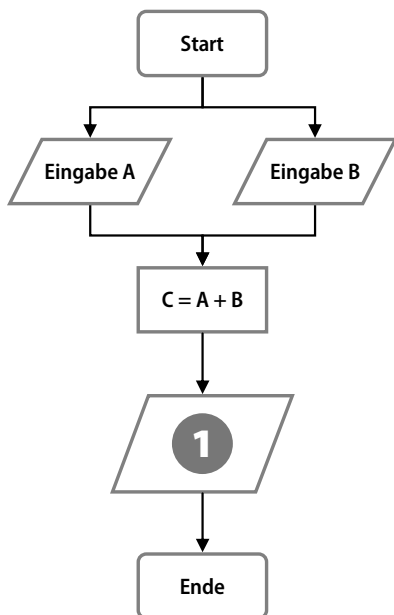 Start
Eingabe A
Eingabe B
C = A + B
1
Ende